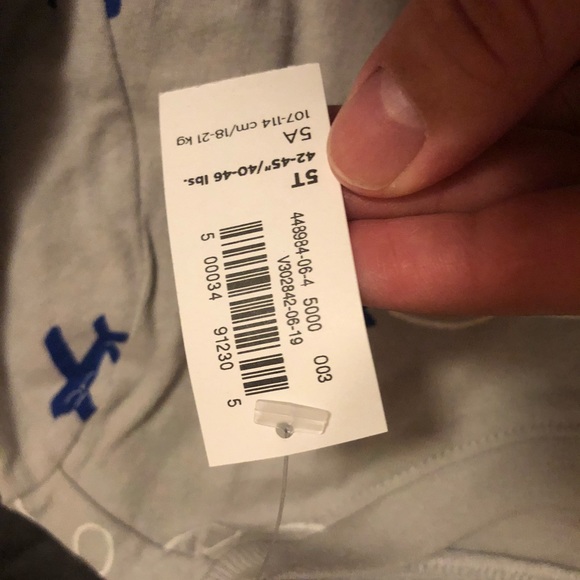 5T
42-45"/40-46 lbs.
5A
107-114 cm/18-21 kg
448984-06-4 5000 003
V302842-06-19
5 00034 91230 5